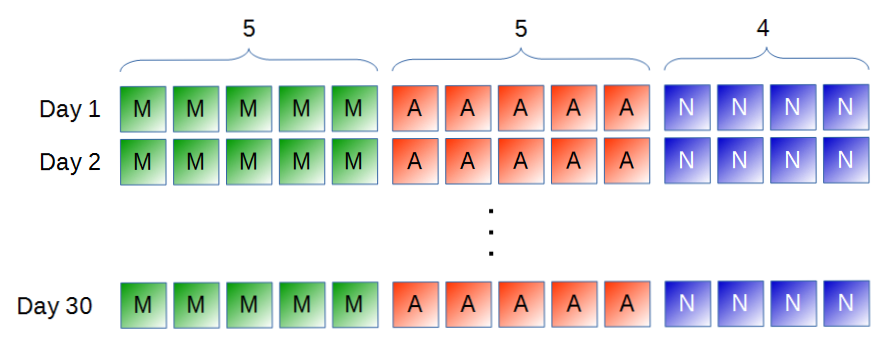 5 5 4
Day 1 M M M M M A A A A A N N N N
Day 2 M M M M M A A A A A N N N N
Day 30 M M M M M A A A A A N N N N